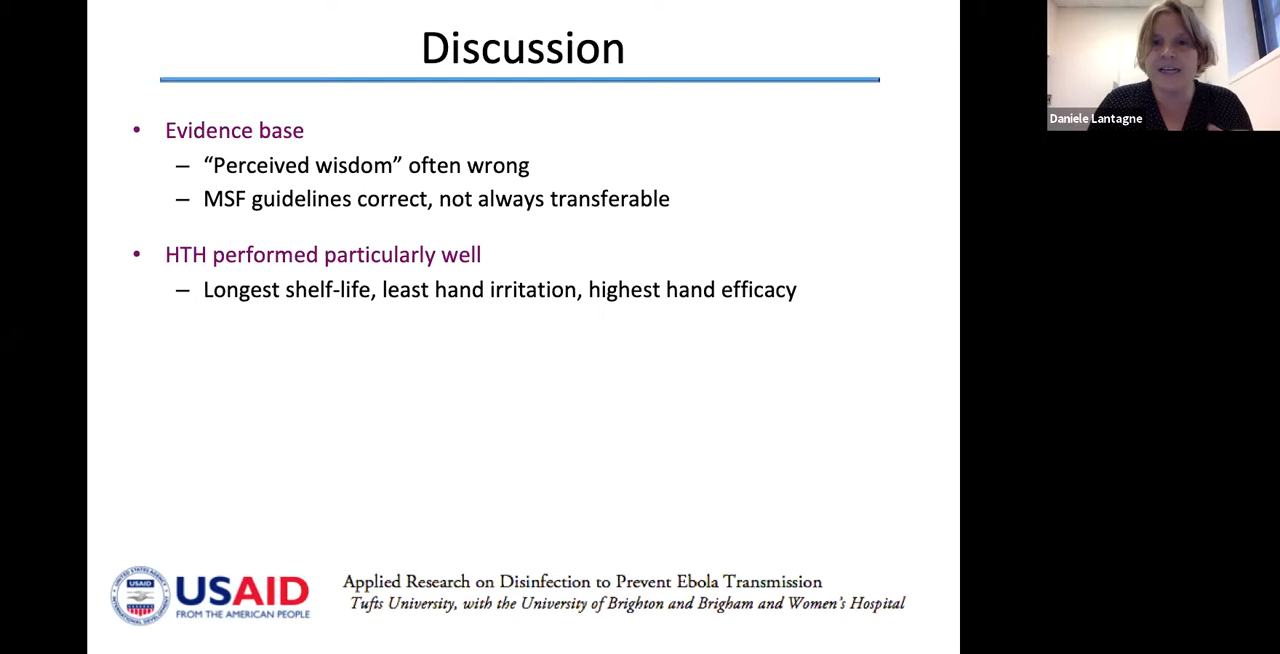 Discussion
Daniele Lantagne
• Evidence base
– “Perceived wisdom” often wrong
– MSF guidelines correct, not always transferable
• HTH performed particularly well
– Longest shelf-life, least hand irritation, highest hand efficacy
USAID
USAID
FROM THE AMERICAN PEOPLE
Applied Research on Disinfection to Prevent Ebola Transmission
Tufts University, with the University of Brighton and Brigham and Women's Hospital